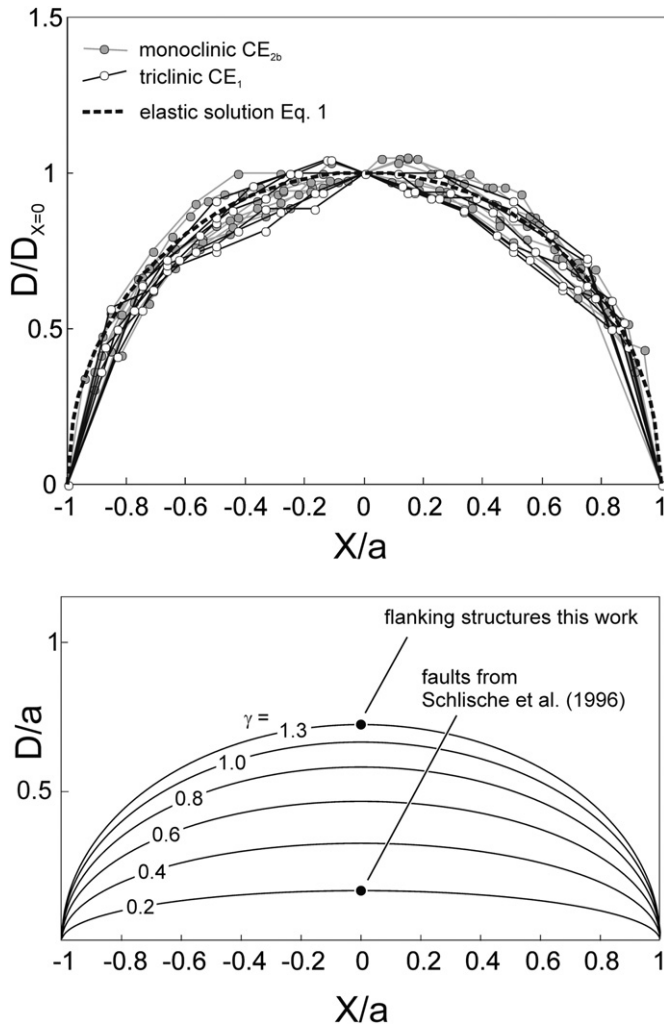 1.5
monoclinic CE2b
triclinic CE1
elastic solution Eq. 1
1.0
D/DX=0
0.5
0
-1 -0.8 -0.6 -0.4 -0.2 0 0.2 0.4 0.6 0.8 1
X/a
flanking structures this work
1
faults from
Schlische et al. (1996)
D/a
γ =
1.3
1.0
0.5
0.8
0.6
0.4
0.2
-1 -0.8 -0.6 -0.4 -0.2 0 0.2 0.4 0.6 0.8 1
X/a